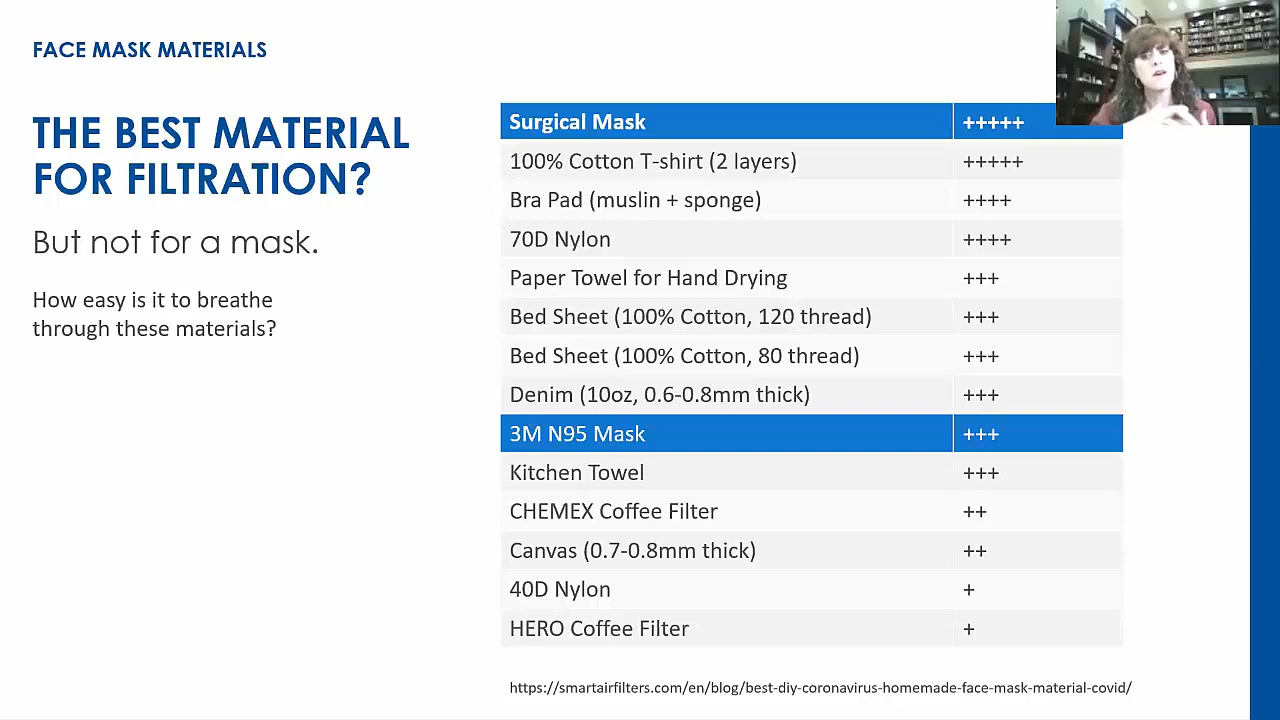 FACE MASK MATERIALS
THE BEST MATERIAL
FOR FILTRATION?
But not for a mask.
How easy is it to breathe
through these materials?
Surgical Mask +++++
100% Cotton T-shirt (2 layers) +++++
Bra Pad (muslin + sponge) ++++
70D Nylon ++++
Paper Towel for Hand Drying +++
Bed Sheet (100% Cotton, 120 thread) +++
Bed Sheet (100% Cotton, 80 thread) +++
Denim (10oz, 0.6-0.8mm thick) +++
3M N95 Mask +++
Kitchen Towel +++
CHEMEX Coffee Filter ++
Canvas (0.7-0.8mm thick) ++
40D Nylon +
HERO Coffee Filter +
https://smartairfilters.com/en/blog/best-diy-coronavirus-homemade-face-mask-material-covid/